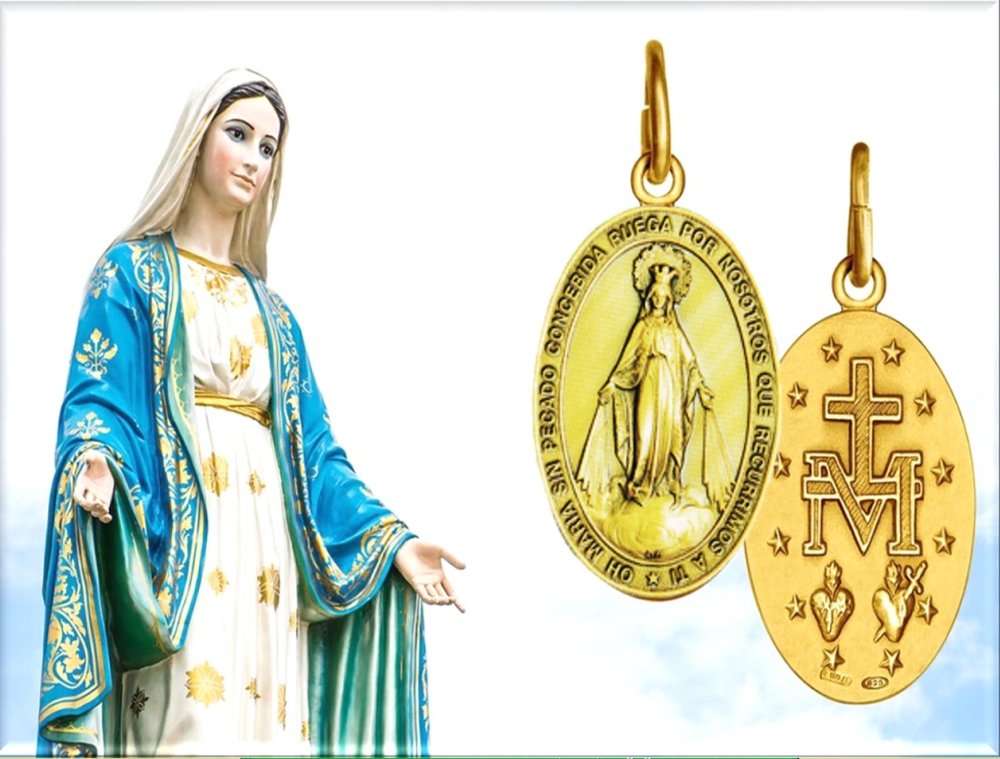 OH MARIA SIN PECADO CONCEBIDA RUEGA POR NOSOTROS QUE RECURRIMOS A TI